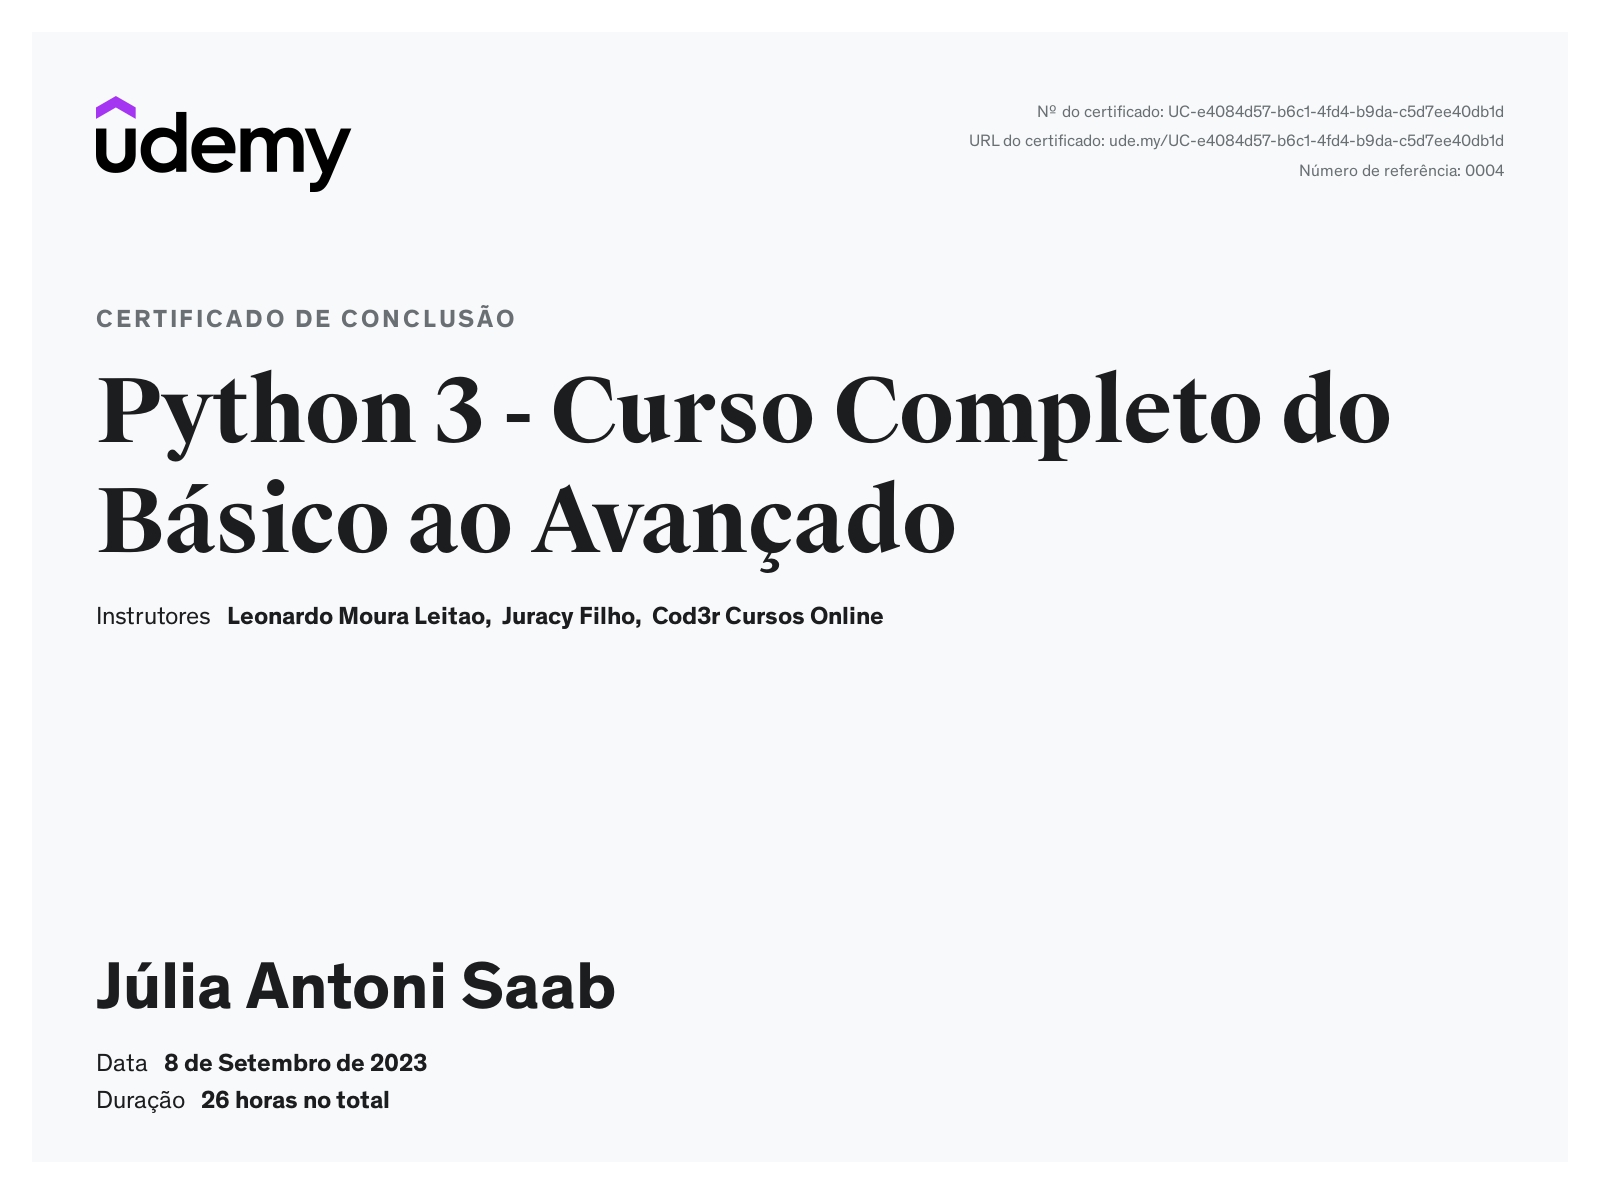 udemy
Nº do certificado: UC-e4084d57-b6c1-4fd4-b9da-c5d7ee40db1d
URL do certificado: ude.my/UC-e4084d57-b6c1-4fd4-b9da-c5d7ee40db1d
Número de referência: 0004
CERTIFICADO DE CONCLUSÃO
Python 3 - Curso Completo do
Básico ao Avançado
Instrutores Leonardo Moura Leitao, Juracy Filho, Cod3r Cursos Online
Júlia Antoni Saab
Data 8 de Setembro de 2023
Duração 26 horas no total